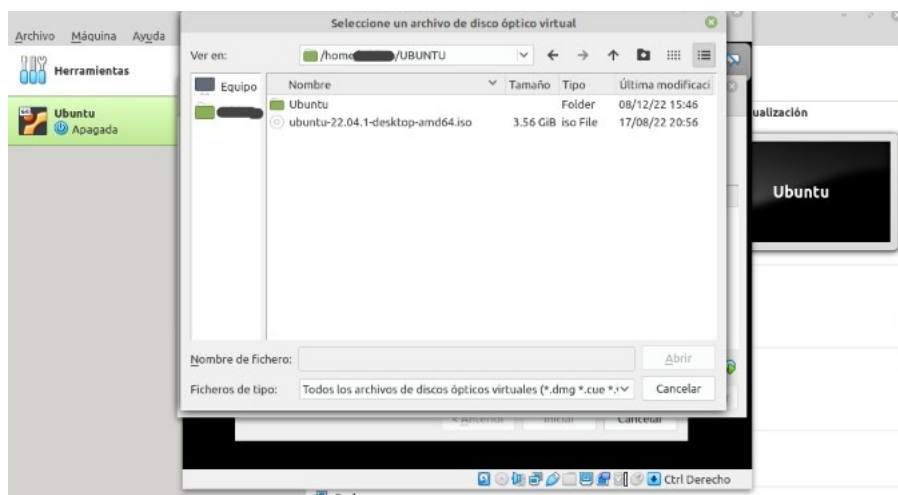 Seleccione un archivo de disco óptico virtual
Archivo Máquina Ayuda
Ver en: /home /UBUNTU
Herramientas
Equipo Nombre Tamaño Tipo Última modificaci
Ubuntu Folder 08/12/22 15:46
ubuntu-22.04.1-desktop-amd64.iso 3.56 GiB iso File 17/08/22 20:56
Ubuntu
Apagada
ualización
Ubuntu
Nombre de fichero: Abrir
Ficheros de tipo: Todos los archivos de discos ópticos virtuales (*.dmg *.cue *. Cancelar
< Anterior Iniciar Cancelar
Ctrl Derecho